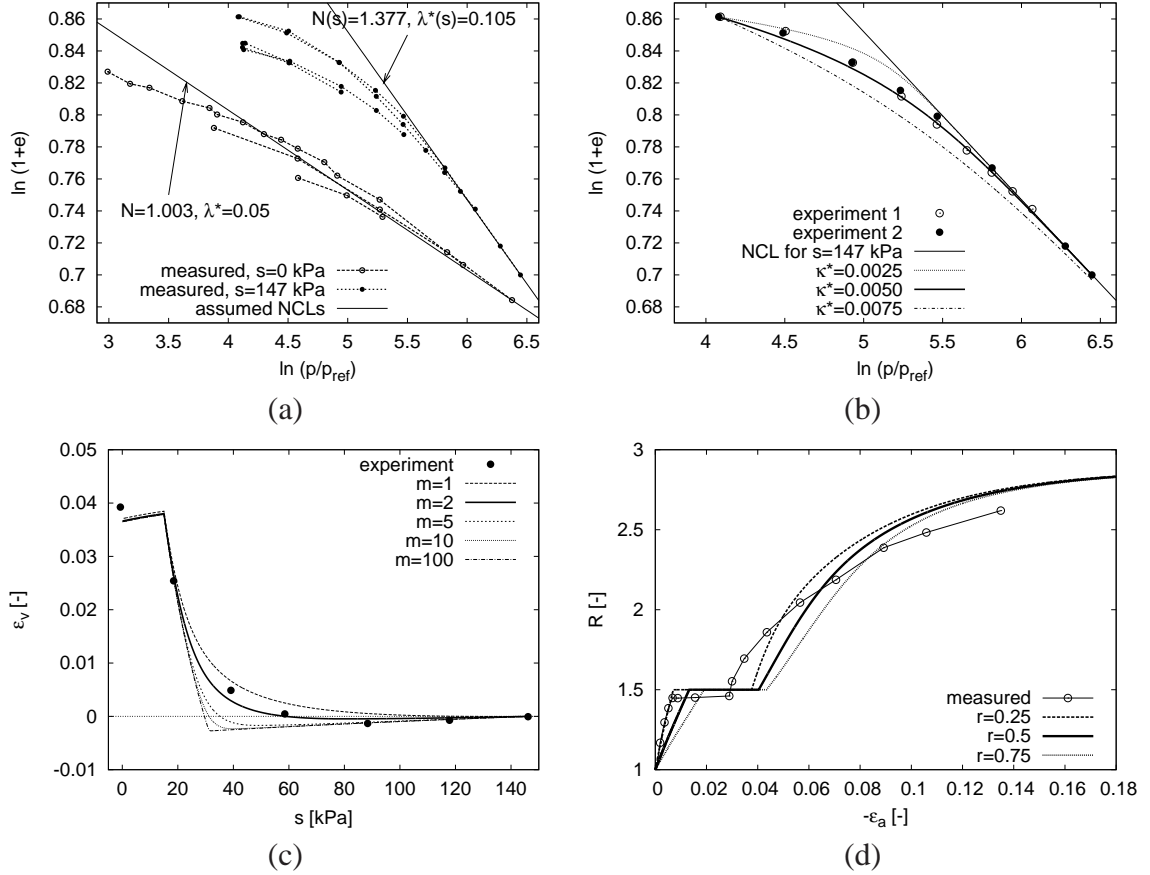 0.86
0.84
0.82
0.8
0.78
0.76
0.74
0.72
0.7
0.68
ln (1+e)
N(s)=1.377, λ*(s)=0.105
N=1.003, λ*=0.05
measured, s=0 kPa
measured, s=147 kPa
assumed NCLs
3 3.5 4 4.5 5 5.5 6 6.5
ln (p/p_ref)
(a)
0.86
0.84
0.82
0.8
0.78
0.76
0.74
0.72
0.7
0.68
ln (1+e)
experiment 1
experiment 2
NCL for s=147 kPa
κ*=0.0025
κ*=0.0050
κ*=0.0075
4 4.5 5 5.5 6 6.5
ln (p/p_ref)
(b)
0.05
0.04
0.03
0.02
0.01
0
-0.01
ε_v [-]
experiment
m=1
m=2
m=5
m=10
m=100
0 20 40 60 80 100 120 140
s [kPa]
(c)
3
2.5
2
1.5
1
R [-]
measured
r=0.25
r=0.5
r=0.75
0 0.02 0.04 0.06 0.08 0.1 0.12 0.14 0.16 0.18
-ε_a [-]
(d)